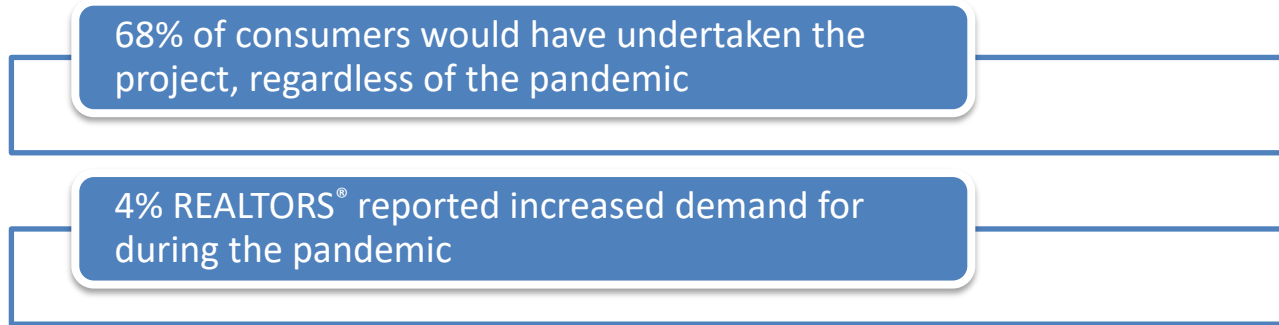 68% of consumers would have undertaken the
project, regardless of the pandemic
4% REALTORS® reported increased demand for
during the pandemic